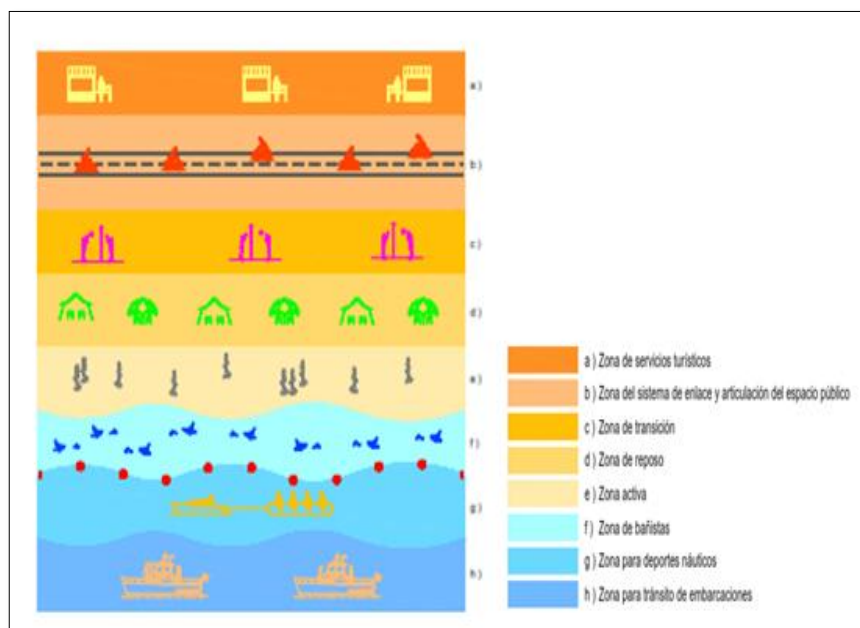 a )
b )
c )
d )
e )
f )
g )
h )
a ) Zona de servicios turísticos
b ) Zona del sistema de enlace y articulación del espacio público
c ) Zona de transición
d ) Zona de reposo
e ) Zona activa
f ) Zona de bañistas
g ) Zona para deportes náuticos
h ) Zona para tránsito de embarcaciones